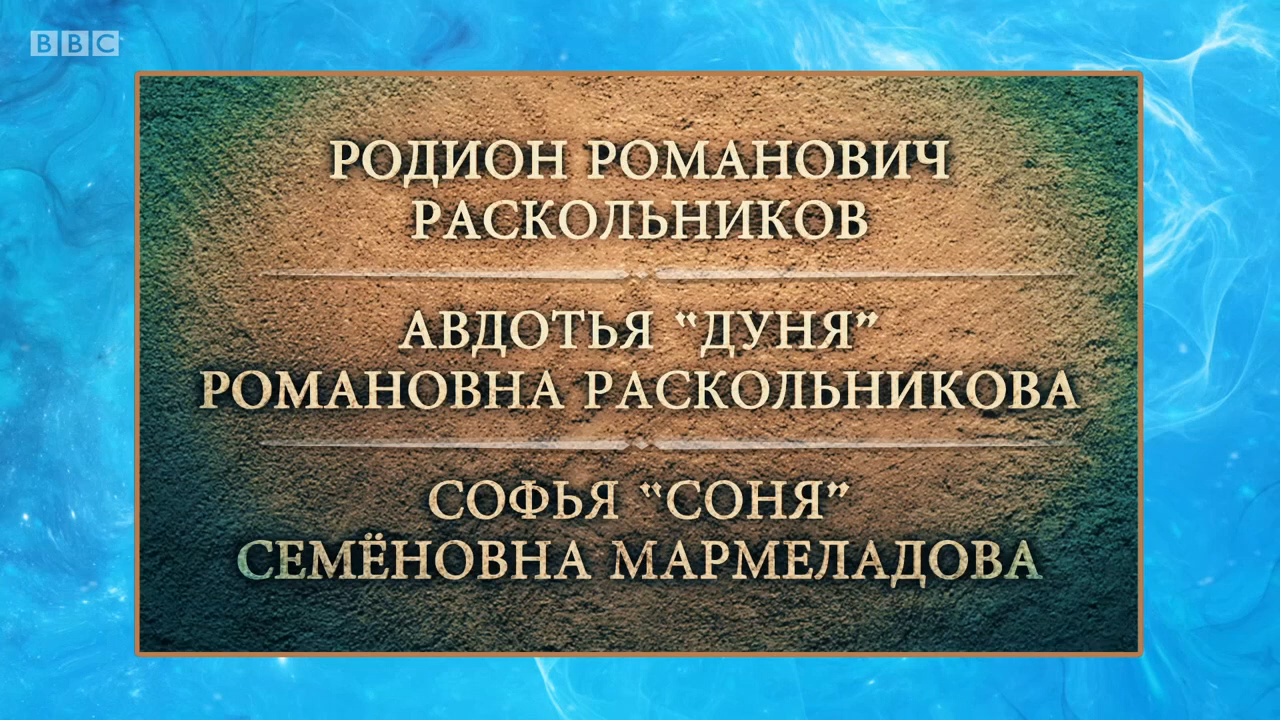 BBC
РОДИОН РОМАНОВИЧ
РАСКОЛЬНИКОВ
АВДОТЬЯ “ДУНЯ”
РОМАНОВНА РАСКОЛЬНИКОВА
СОФЬЯ “СОНЯ”
СЕМЁНОВНА МАРМЕЛАДОВА